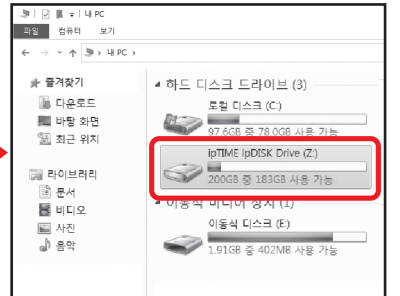 내 PC
파일 컴퓨터 보기
내 PC
즐겨찾기
다운로드
바탕 화면
최근 위치
라이브러리
문서
비디오
사진
음악
하드 디스크 드라이브 (3)
로컬 디스크 (C:)
97.6GB 중 78.0GB 사용 가능
ipTIME ipDISK Drive (Z:)
200GB 중 183GB 사용 가능
이동식 미디어 장치 (1)
이동식 디스크 (E:)
1.91GB 중 402MB 사용 가능